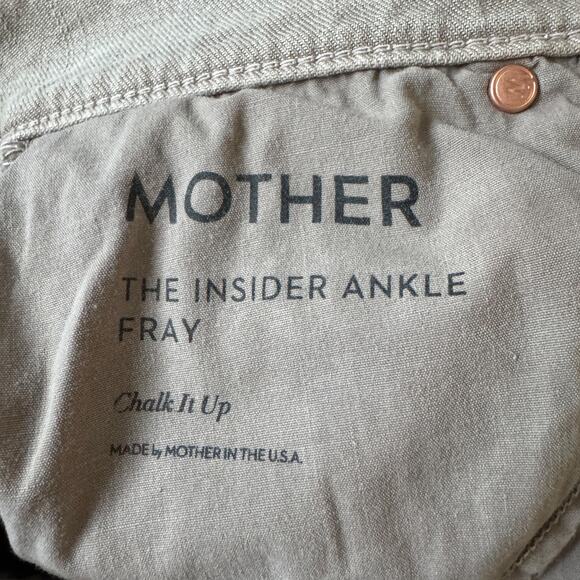 M
MOTHER
THE INSIDER ANKLE
FRAY
Chalk It Up
MADE by MOTHER IN THE U.S.A.